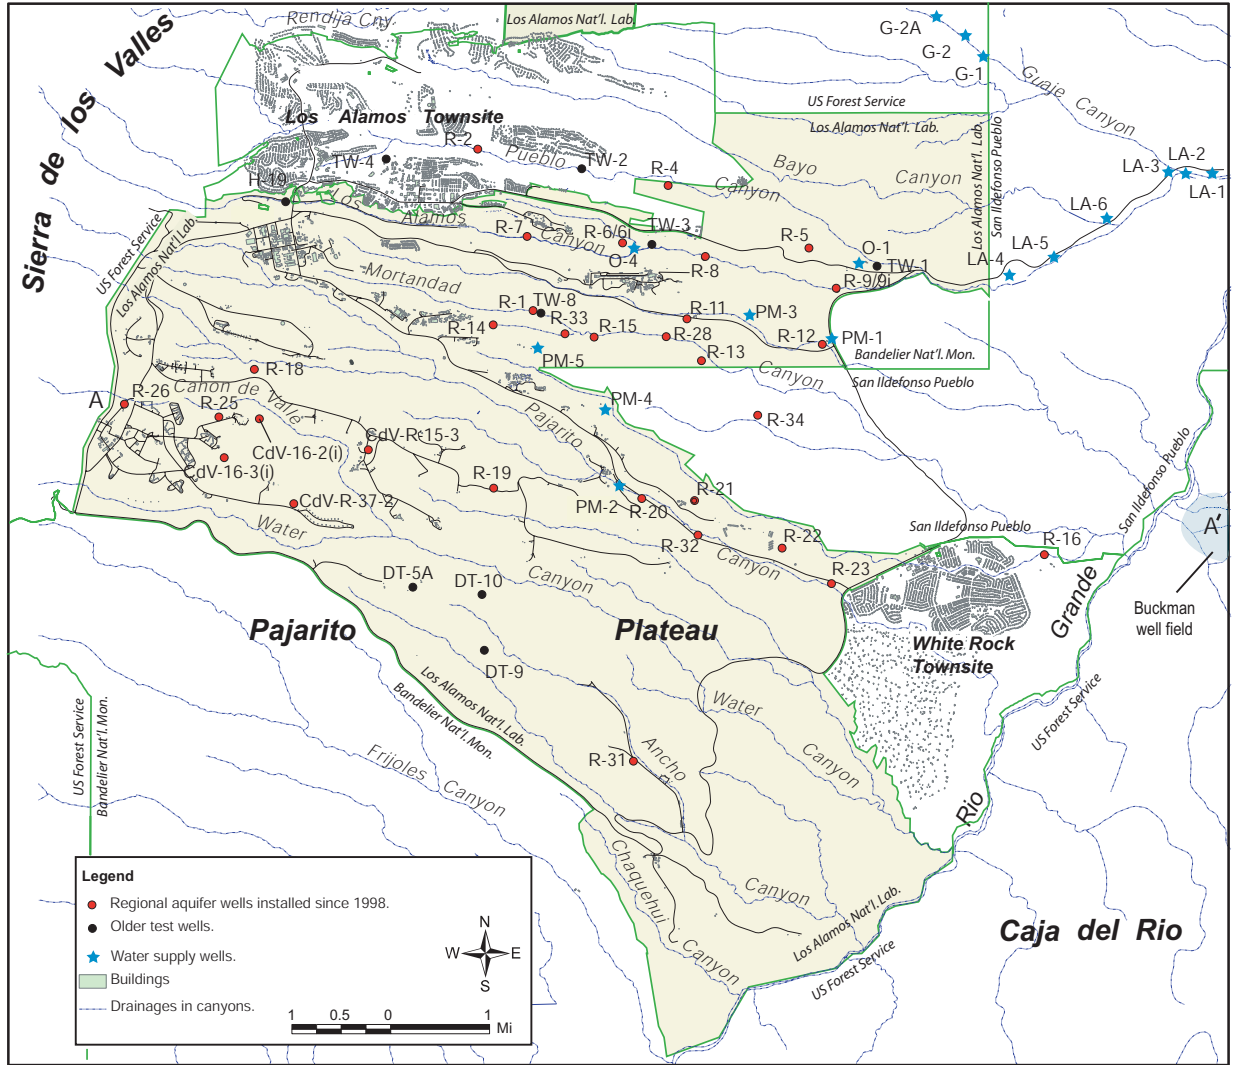 Rendija Cny
Los Alamos Nat'l. Lab.
G-2A
G-2
G-1
Guaje Canyon
Sierra de los Valles
US Forest Service
Los Alamos Nat'l. Lab.
Los Alamos Townsite
R-2
Pueblo
TW-4
TW-2
R-4
Bayo
Canyon
Canyon
Los Alamos Nat'l. Lab.
San Ildefonso Pueblo
LA-3
LA-2
LA-1
H-19
Los Alamos
Canyon
LA-6
US Forest Service
Los Alamos Nat'l. Lab.
R-7
R-6/6i
TW-3
O-4
R-8
R-5
O-1
TW-1
LA-5
LA-4
R-9/9i
Mortandad
R-1
TW-8
R-14
R-33
R-15
R-11
R-28
PM-3
R-12
PM-1
PM-5
R-13
Canyon
Bandelier Nat'l. Mon.
San Ildefonso Pueblo
R-18
Cañon de Valle
A
R-26
R-25
PM-4
R-34
Pajarito
CdV-R-15-3
CdV-16-2(i)
CdV-16-3(i)
San Ildefonso Pueblo
R-19
CdV-R-37-2
PM-2
R-20
R-21
Water
R-32
R-22
San Ildefonso Pueblo
R-16
A′
Canyon
Canyon
R-23
DT-5A
DT-10
Grande
Buckman
well field
Pajarito
Plateau
White Rock
Townsite
DT-9
Los Alamos Nat'l. Lab.
Bandelier Nat'l. Mon.
Water
Canyon
US Forest Service
US Forest Service
Bandelier Nat'l. Mon.
Frijoles Canyon
R-31
Ancho
Rio
Chaquehui
Canyon
Canyon
Los Alamos Nat'l. Lab.
US Forest Service
Caja del Rio
Legend
Regional aquifer wells installed since 1998.
Older test wells.
Water supply wells.
Buildings
Drainages in canyons.
N
W
E
S
1 0.5 0 1
Mi